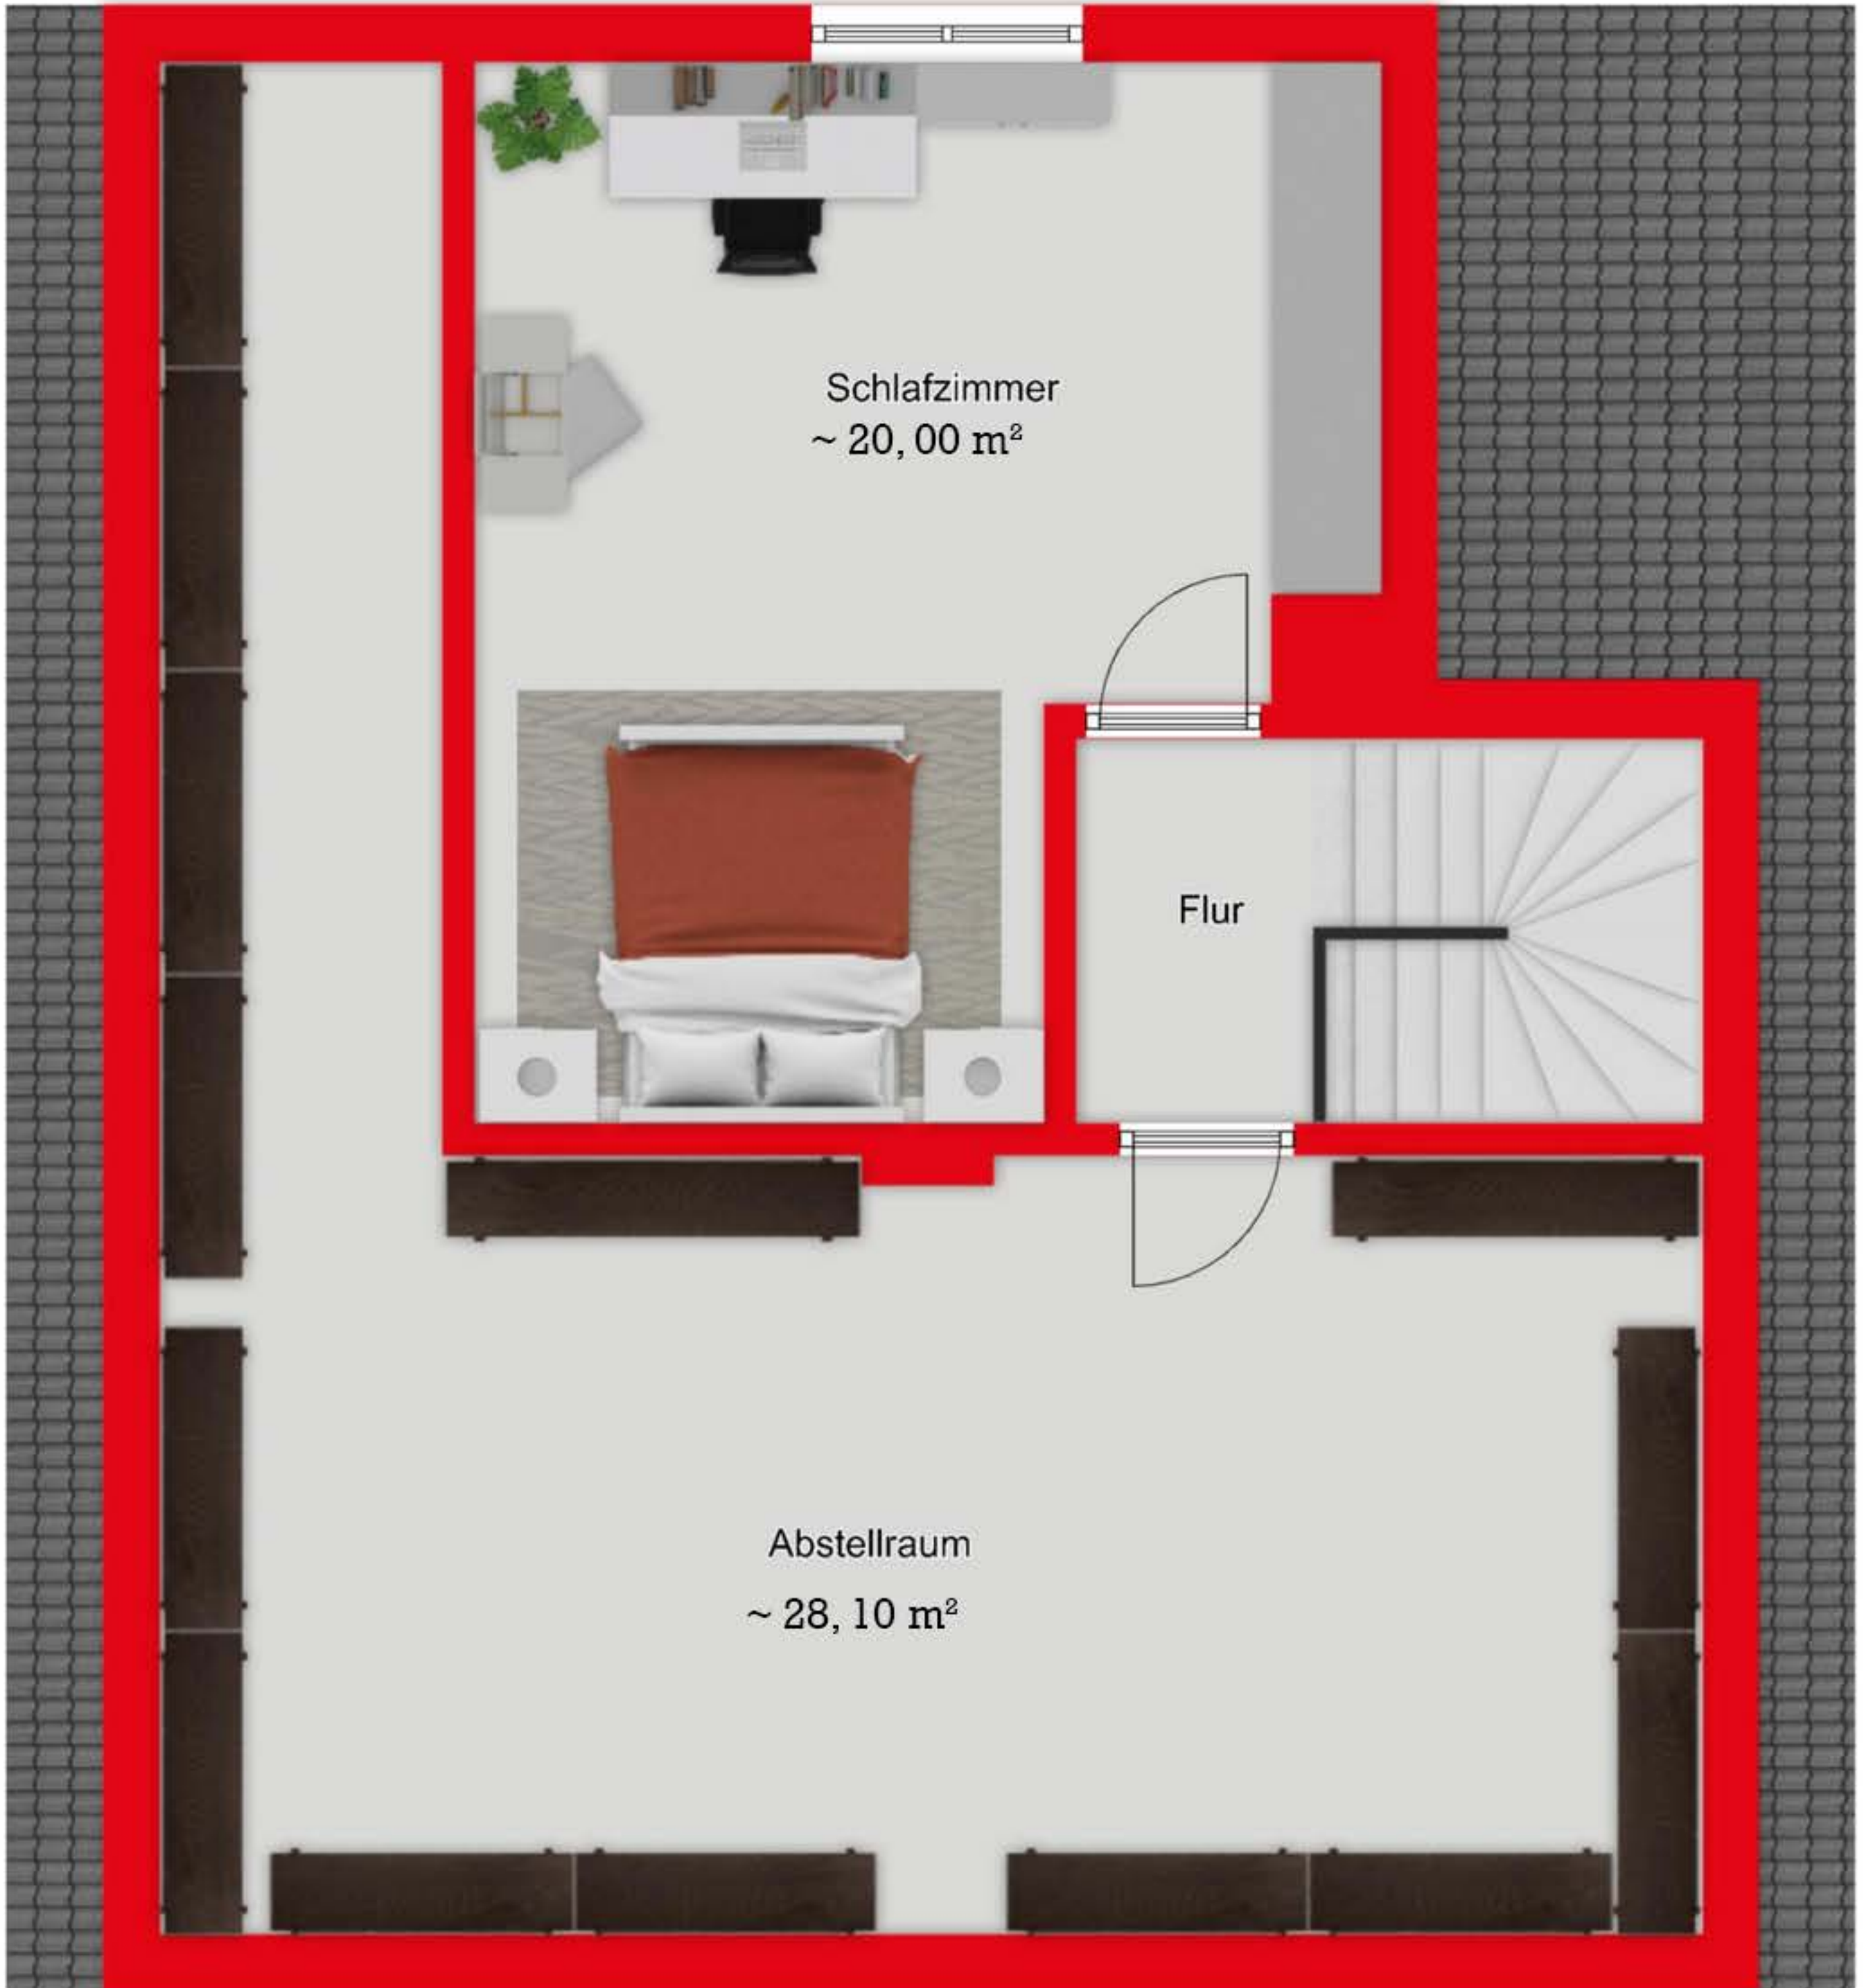 Schlafzimmer
~ 20,00 m²
Flur
Abstellraum
~ 28,10 m²